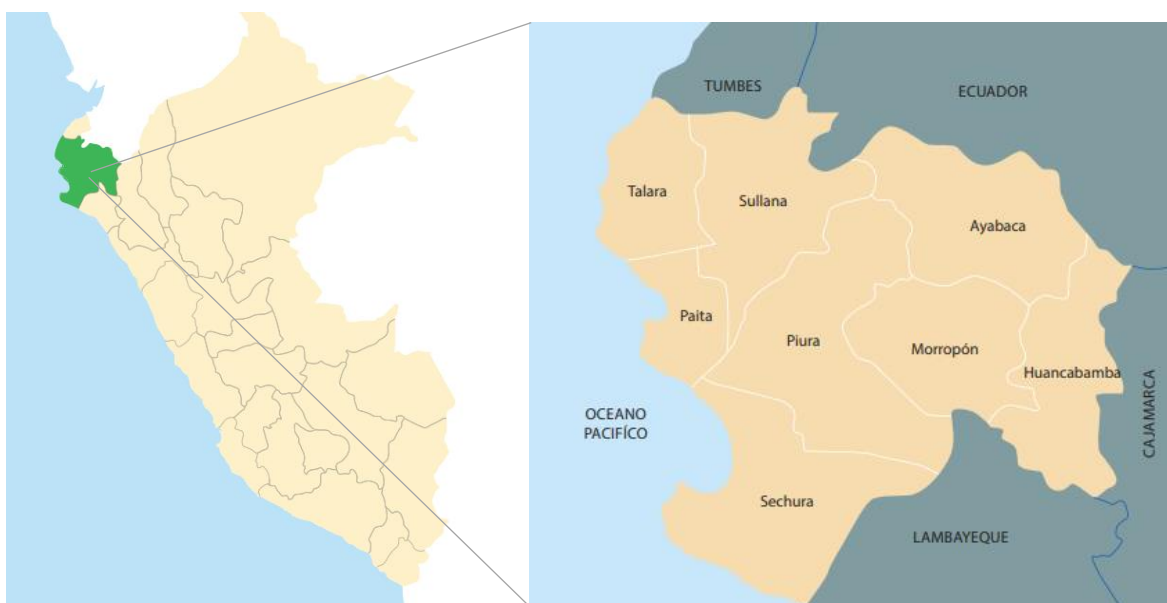 TUMBES
ECUADOR
Talara
Sullana
Ayabaca
Paita
Piura
Morropón
Huancabamba
OCEANO
PACIFÍCO
CAJAMARCA
Sechura
LAMBAYEQUE